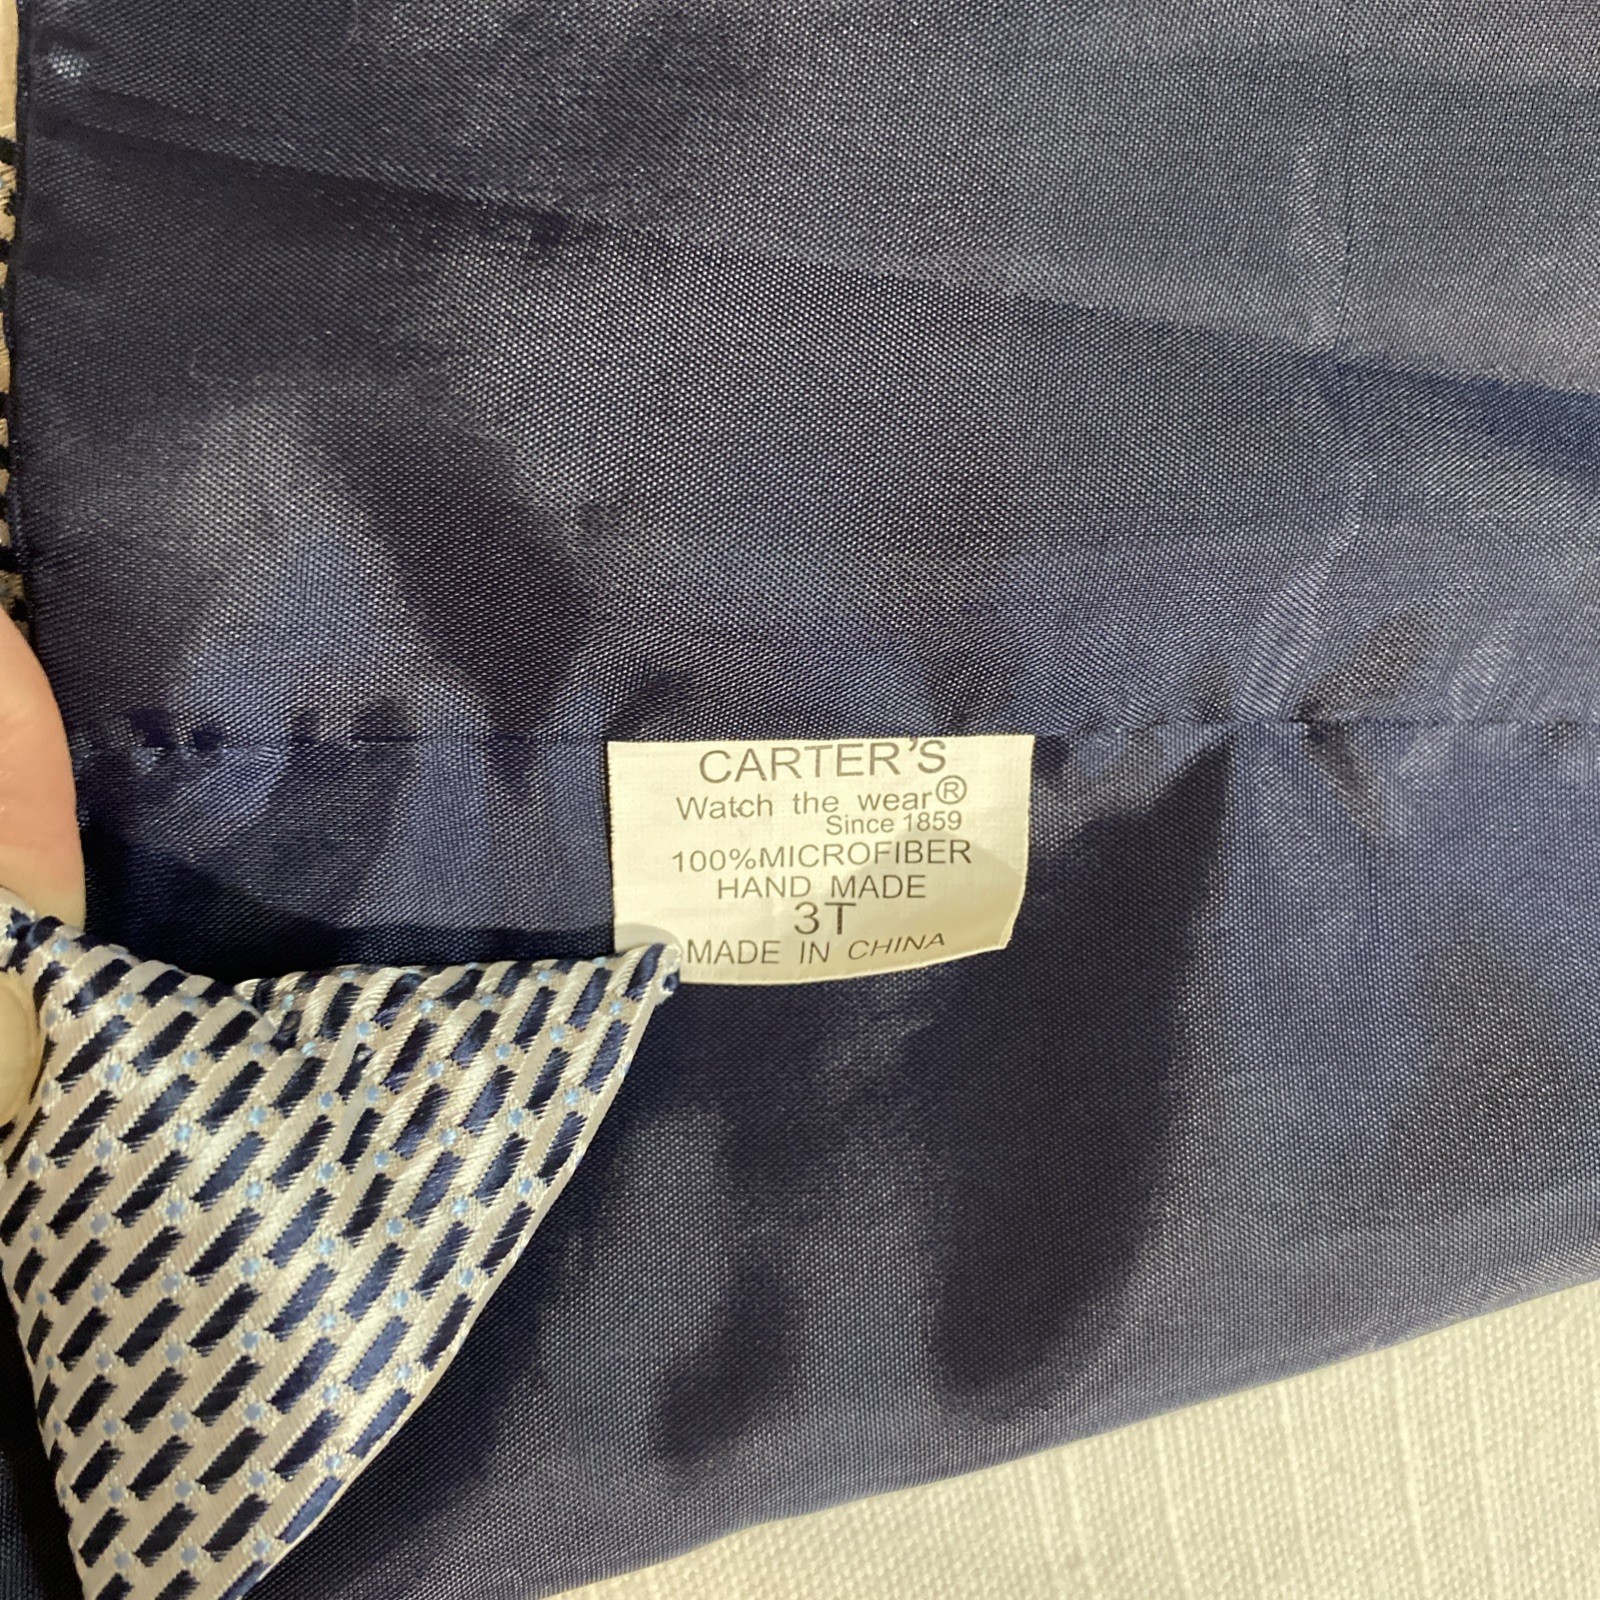 CARTER'S
Watch the wear®
Since 1859
100%MICROFIBER
HAND MADE
3T
MADE IN CHINA